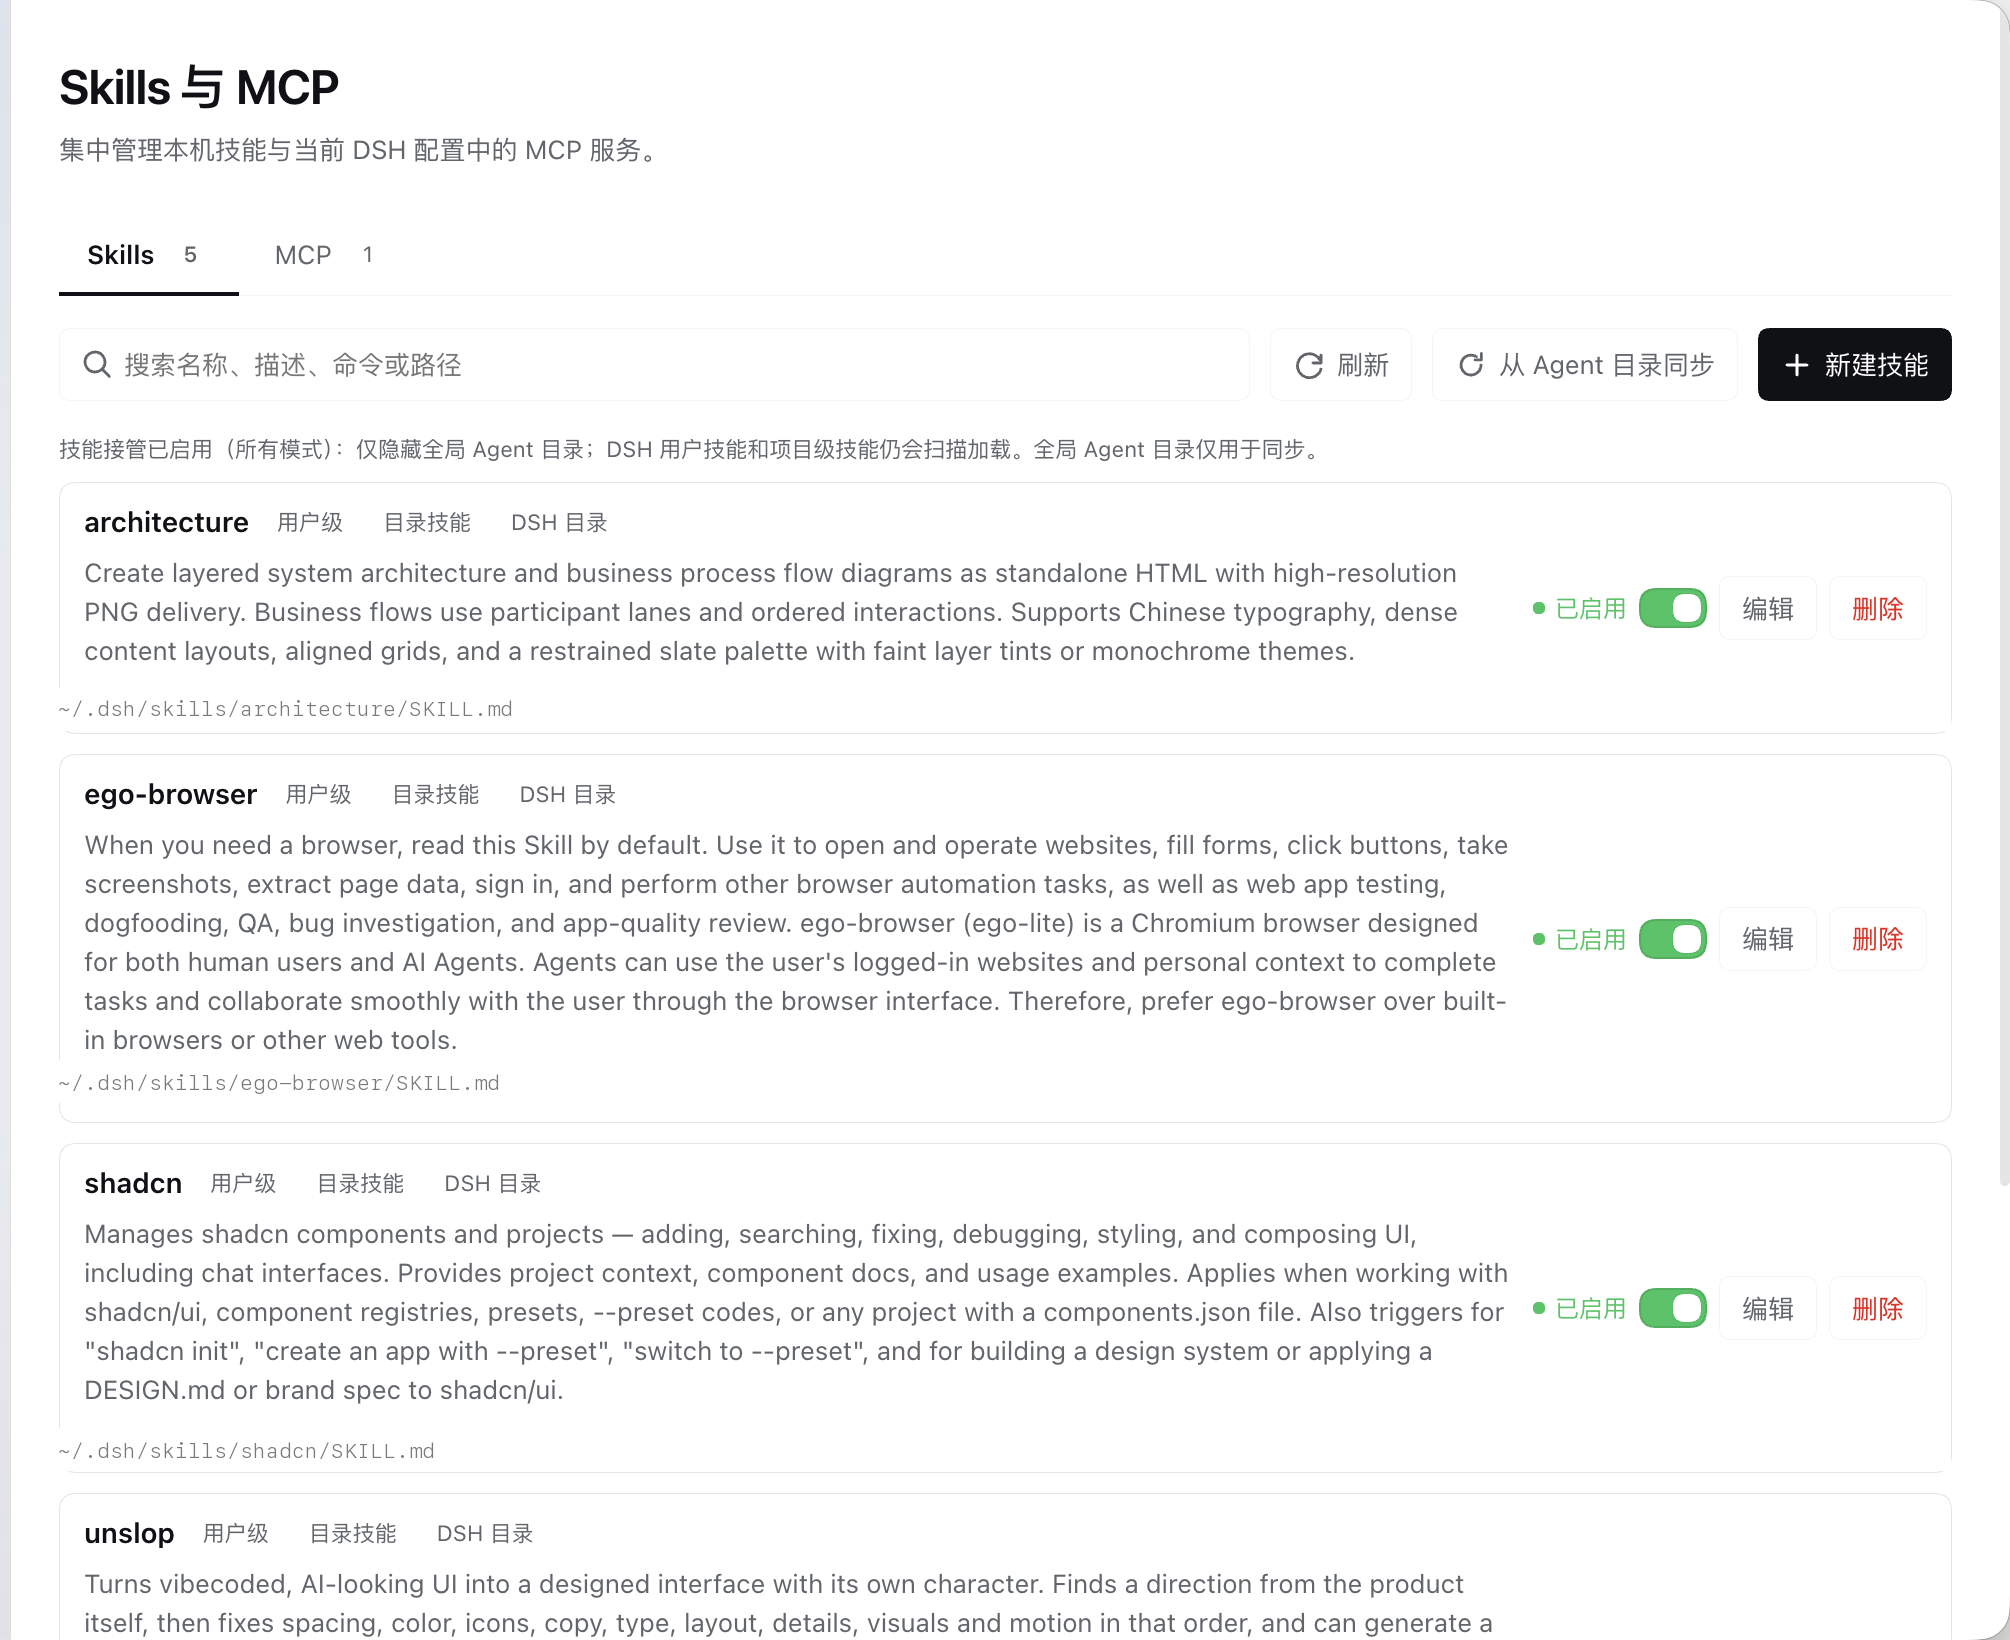 Skills 与 MCP
集中管理本机技能与当前 DSH 配置中的 MCP 服务。
Skills 5 MCP 1
搜索名称、描述、命令或路径 刷新 从 Agent 目录同步 新建技能
技能接管已启用（所有模式）：仅隐藏全局 Agent 目录；DSH 用户技能和项目级技能仍会扫描加载。全局 Agent 目录仅用于同步。
architecture 用户级 目录技能 DSH 目录
Create layered system architecture and business process flow diagrams as standalone HTML with high-resolution
PNG delivery. Business flows use participant lanes and ordered interactions. Supports Chinese typography, dense
content layouts, aligned grids, and a restrained slate palette with faint layer tints or monochrome themes.
已启用 编辑 删除
~/.dsh/skills/architecture/SKILL.md
ego-browser 用户级 目录技能 DSH 目录
When you need a browser, read this Skill by default. Use it to open and operate websites, fill forms, click buttons, take
screenshots, extract page data, sign in, and perform other browser automation tasks, as well as web app testing,
dogfooding, QA, bug investigation, and app-quality review. ego-browser (ego-lite) is a Chromium browser designed
for both human users and AI Agents. Agents can use the user's logged-in websites and personal context to complete
tasks and collaborate smoothly with the user through the browser interface. Therefore, prefer ego-browser over built-
in browsers or other web tools.
已启用 编辑 删除
~/.dsh/skills/ego-browser/SKILL.md
shadcn 用户级 目录技能 DSH 目录
Manages shadcn components and projects — adding, searching, fixing, debugging, styling, and composing UI,
including chat interfaces. Provides project context, component docs, and usage examples. Applies when working with
shadcn/ui, component registries, presets, --preset codes, or any project with a components.json file. Also triggers for
"shadcn init", "create an app with --preset", "switch to --preset", and for building a design system or applying a
DESIGN.md or brand spec to shadcn/ui.
已启用 编辑 删除
~/.dsh/skills/shadcn/SKILL.md
unslop 用户级 目录技能 DSH 目录
Turns vibecoded, AI-looking UI into a designed interface with its own character. Finds a direction from the product
itself, then fixes spacing, color, icons, copy, type, layout, details, visuals and motion in that order, and can generate a